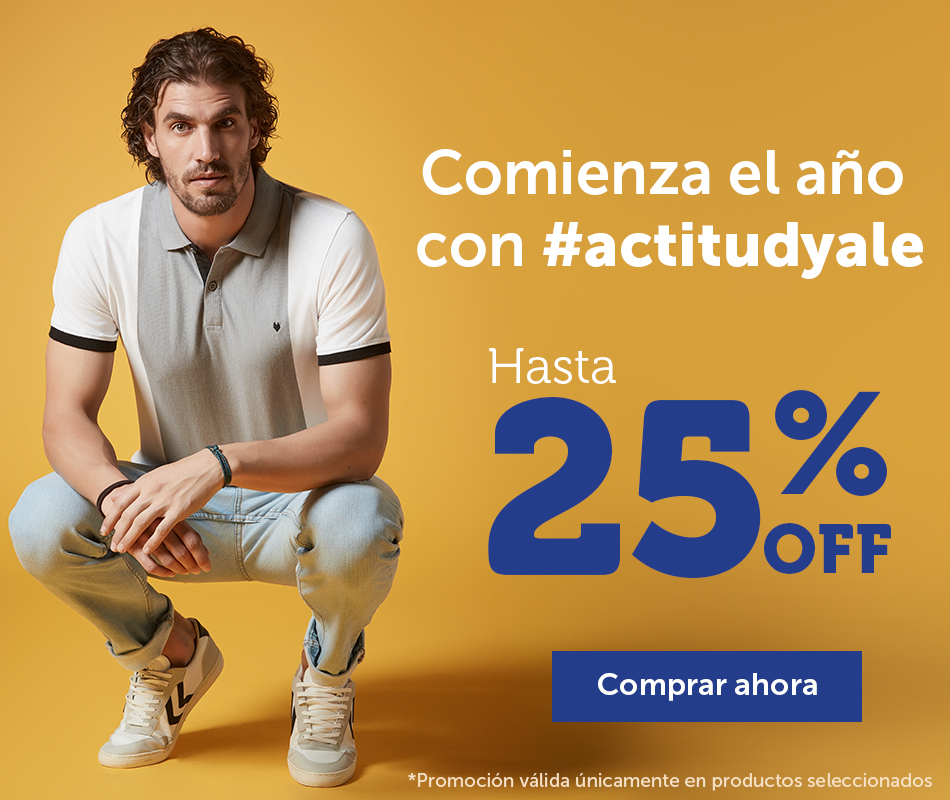 Comienza el año
con #actitudyale
Hasta
25%
OFF
Comprar ahora
*Promoción válida únicamente en productos seleccionados